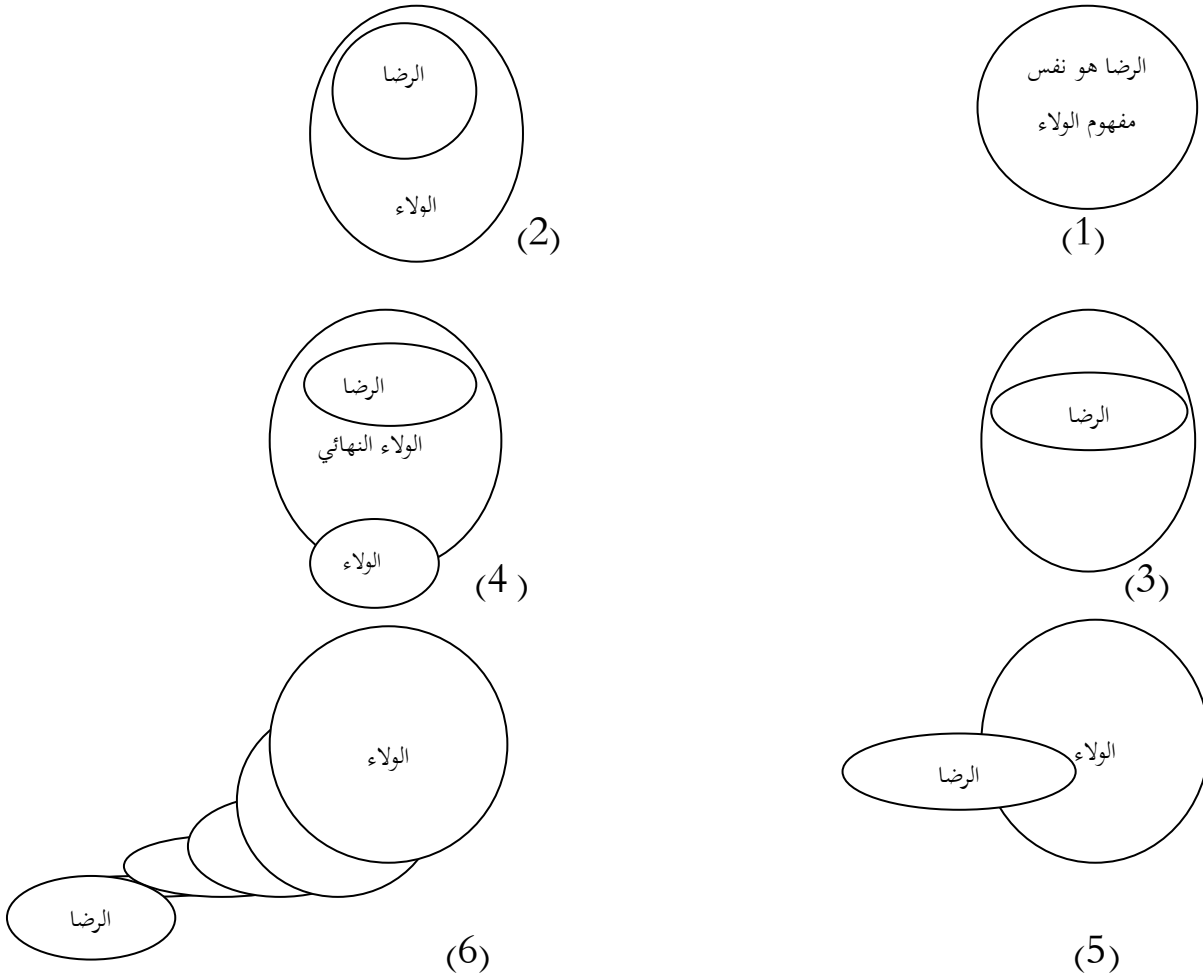 الرضا هو نفس
مفهوم الولاء
(1)
الرضا
الولاء
(2)
الرضا
(3)
الرضا
الولاء النهائي
الولاء
(4 )
الولاء
الرضا
(5)
الولاء
الرضا
(6)